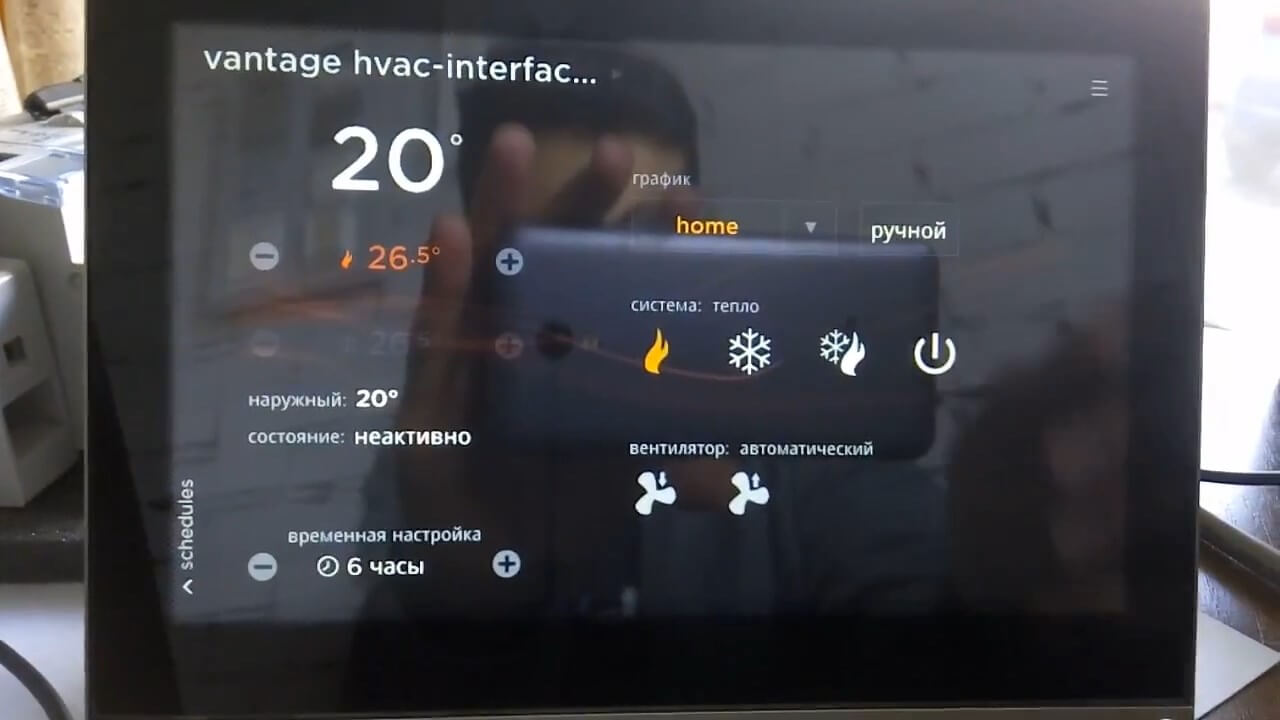 vantage hvac-interfac...
20°
26.5°
26.5
наружный: 20°
состояние: неактивно
временная настройка
6 часы
schedules
график
home
ручной
система: тепло
вентилятор: автоматический